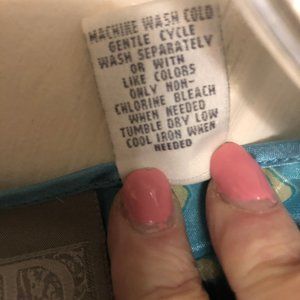 MACHINE WASH COLD
GENTLE CYCLE
WASH SEPARATELY
OR WITH
LIKE COLORS
ONLY NON-
CHLORINE BLEACH
WHEN NEEDED
TUMBLE DRY LOW
COOL IRON WHEN
NEEDED